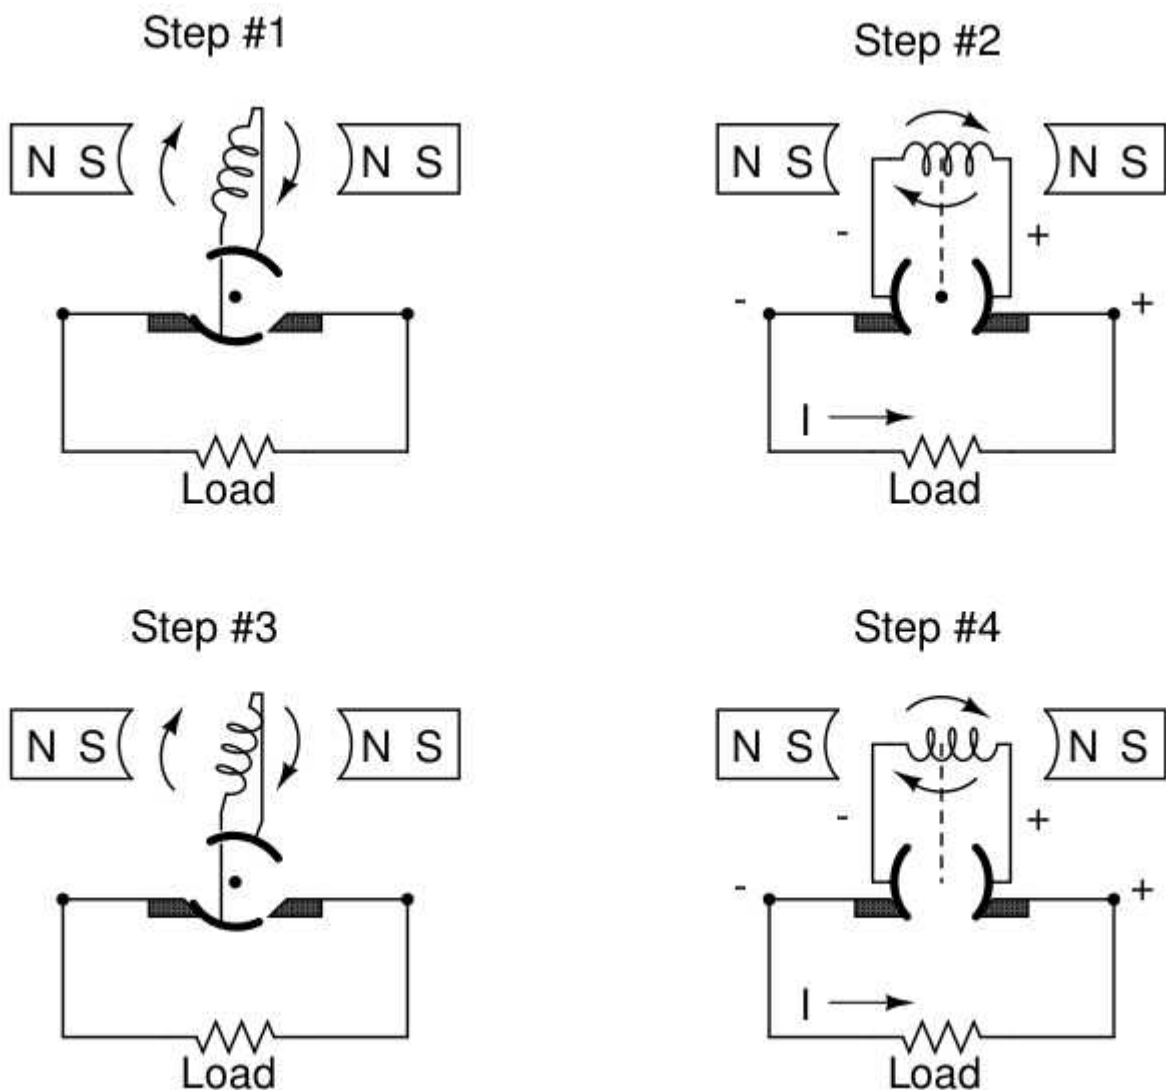 Step #1
N S
N S
Load
Step #2
N S
N S
- +
- +
I
Load
Step #3
N S
N S
Load
Step #4
N S
N S
- +
- +
I
Load